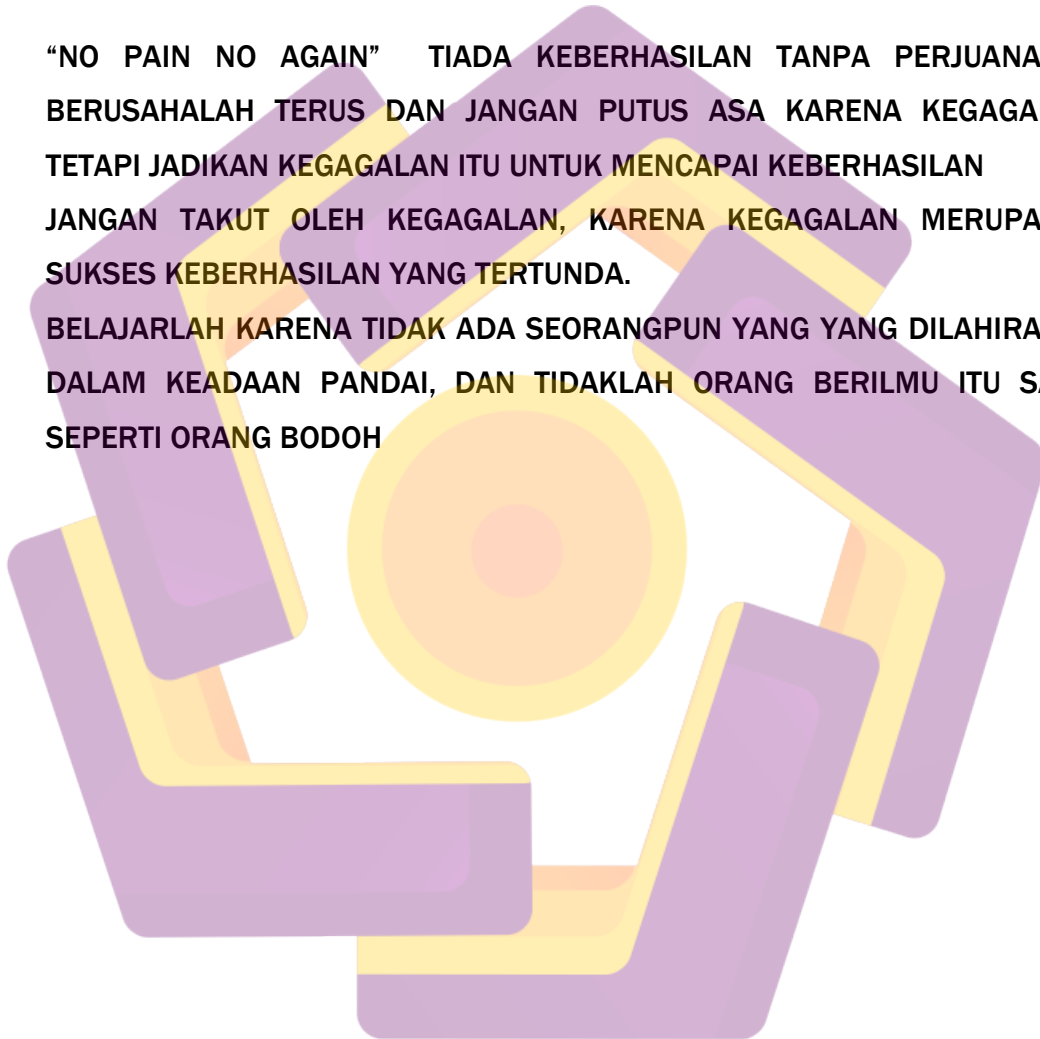 “NO PAIN NO AGAIN” TIADA KEBERHASILAN TANPA PERJUANA
BERUSAHALAH TERUS DAN JANGAN PUTUS ASA KARENA KEGAGA
TETAPI JADIKAN KEGAGALAN ITU UNTUK MENCAPAI KEBERHASILAN
JANGAN TAKUT OLEH KEGAGALAN, KARENA KEGAGALAN MERUPA
SUKSES KEBERHASILAN YANG TERTUNDA.
BELAJARLAH KARENA TIDAK ADA SEORANGPUN YANG YANG DILAHIRA
DALAM KEADAAN PANDAI, DAN TIDAKLAH ORANG BERILMU ITU SA
SEPERTI ORANG BODOH